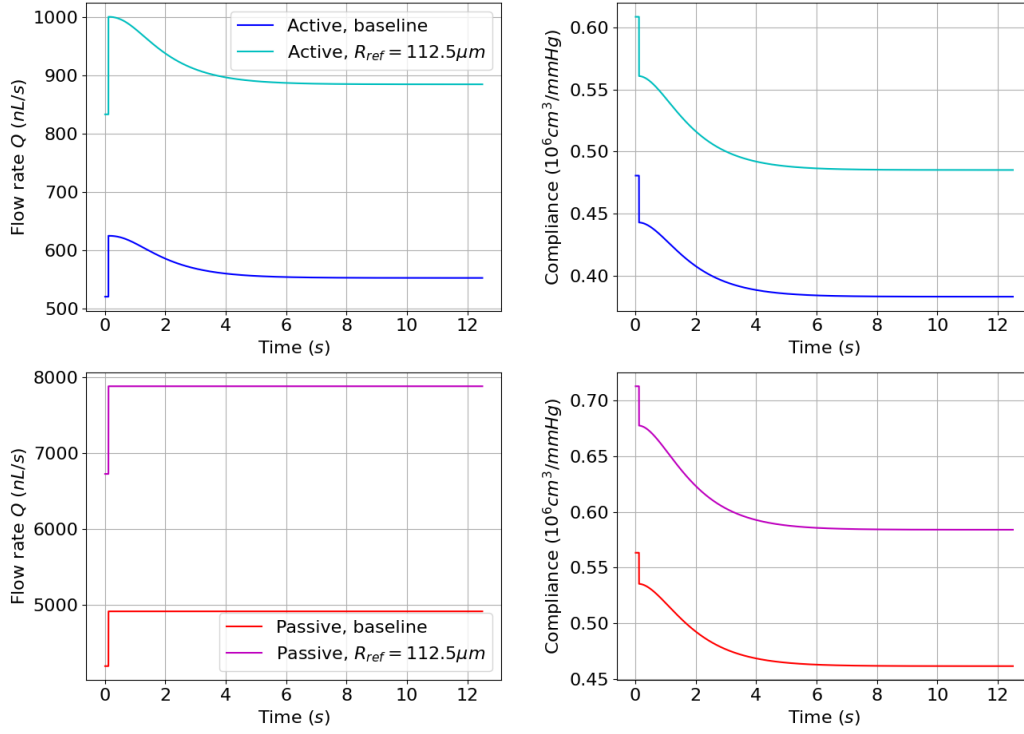 Flow rate Q (nL/s)
1000
900
800
700
600
500
Active, baseline
Active, R_ref = 112.5μm
0 2 4 6 8 10 12
Time (s)
Compliance (10^6 cm^3/mmHg)
0.60
0.55
0.50
0.45
0.40
0 2 4 6 8 10 12
Time (s)
Flow rate Q (nL/s)
8000
7000
6000
5000
Passive, baseline
Passive, R_ref = 112.5μm
0 2 4 6 8 10 12
Time (s)
Compliance (10^6 cm^3/mmHg)
0.70
0.65
0.60
0.55
0.50
0.45
0 2 4 6 8 10 12
Time (s)